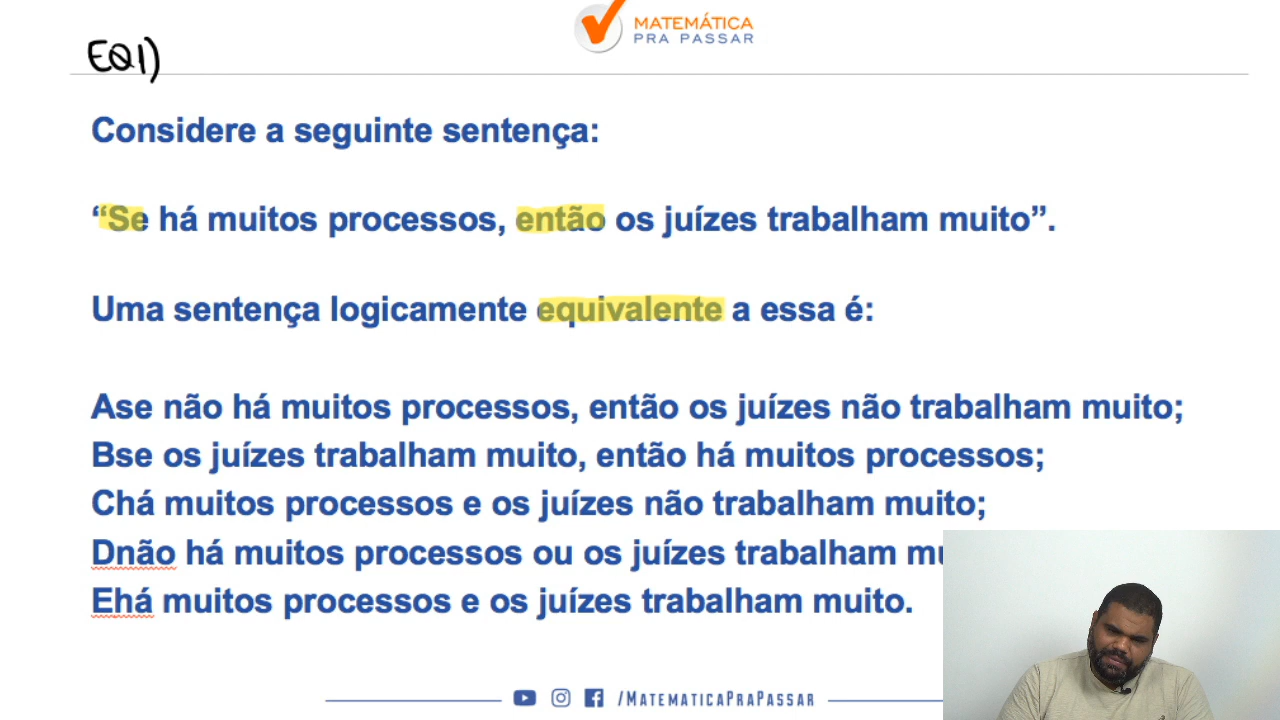 MATEMÁTICA
PRA PASSAR
EQ1)
Considere a seguinte sentença:
“Se há muitos processos, então os juízes trabalham muito”.
Uma sentença logicamente equivalente a essa é:
Ase não há muitos processos, então os juízes não trabalham muito;
Bse os juízes trabalham muito, então há muitos processos;
Chá muitos processos e os juízes não trabalham muito;
Dnão há muitos processos ou os juízes trabalham
Ehá muitos processos e os juízes trabalham muito.
/MatematicaPraPassar